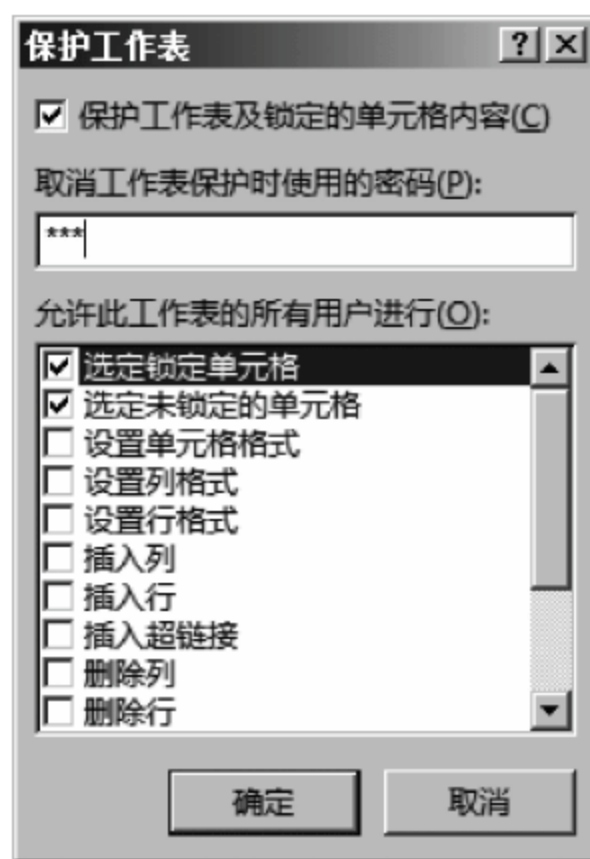 保护工作表
保护工作表及锁定的单元格内容(C)
取消工作表保护时使用的密码(P):
***
允许此工作表的所有用户进行(O):
选定锁定单元格
选定未锁定的单元格
设置单元格格式
设置列格式
设置行格式
插入列
插入行
插入超链接
删除列
删除行
确定 取消